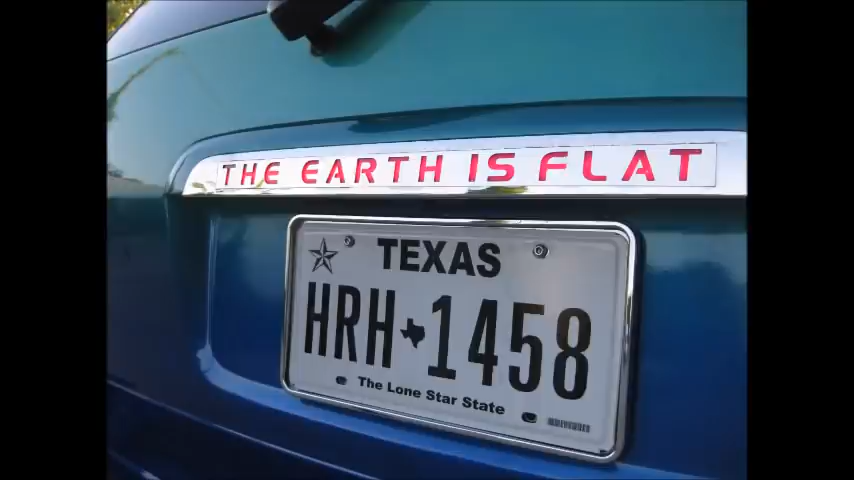 THE EARTH IS FLAT
TEXAS
HRH 1458
The Lone Star State